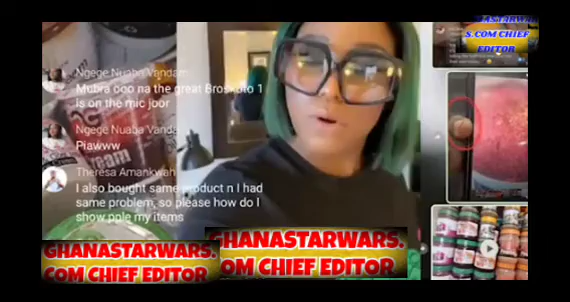 Ngege Nuaba Vandam
Mubra ooo na the great Broskoto 1
is on the mic joor
Ngege Nuaba Vanda
Piawww
Theresa Amankwah
I also bought same product n I had
same problem, so please how do I
show pple my items
GHANASTARWARS.
COM CHIEF EDITOR
GHANASTARWARS.
OM CHIEF EDITOR
S.COM CHIEF
EDITOR